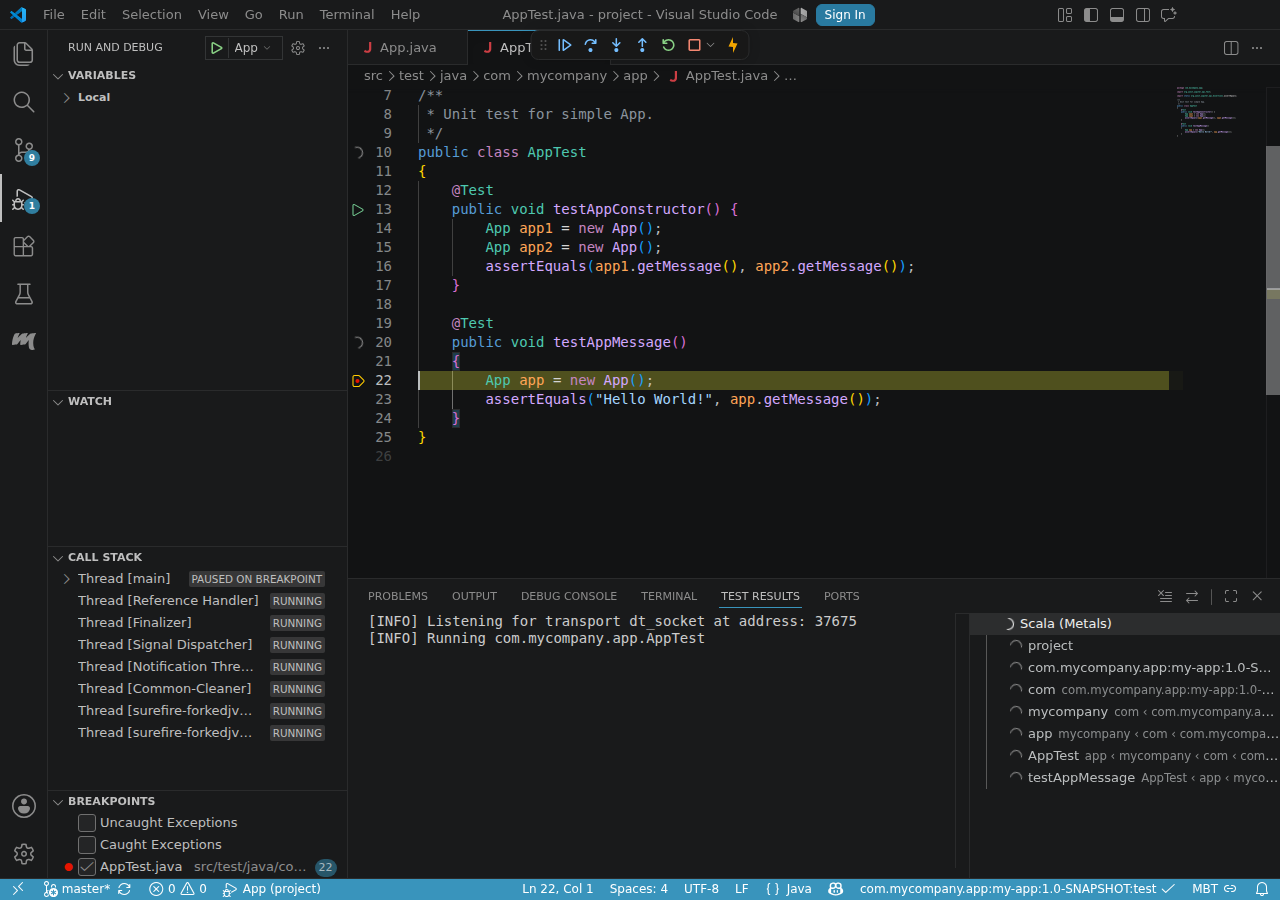 File Edit Selection View Go Run Terminal Help AppTest.java - project - Visual Studio Code Sign In
RUN AND DEBUG App
App.java
AppT
VARIABLES
Local
src test java com mycompany app AppTest.java …
7 /**
8 * Unit test for simple App.
9 */
10 public class AppTest
11 {
12 @Test
13 public void testAppConstructor() {
14 App app1 = new App();
15 App app2 = new App();
16 assertEquals(app1.getMessage(), app2.getMessage());
17 }
18
19 @Test
20 public void testAppMessage()
21 {
22 App app = new App();
23 assertEquals("Hello World!", app.getMessage());
24 }
25 }
26
9
1
WATCH
CALL STACK
Thread [main] PAUSED ON BREAKPOINT
Thread [Reference Handler] RUNNING
Thread [Finalizer] RUNNING
Thread [Signal Dispatcher] RUNNING
Thread [Notification Thre... RUNNING
Thread [Common-Cleaner] RUNNING
Thread [surefire-forkedjv... RUNNING
Thread [surefire-forkedjv... RUNNING
BREAKPOINTS
Uncaught Exceptions
Caught Exceptions
AppTest.java src/test/java/co... 22
PROBLEMS OUTPUT DEBUG CONSOLE TERMINAL TEST RESULTS PORTS
[INFO] Listening for transport dt_socket at address: 37675
[INFO] Running com.mycompany.app.AppTest
Scala (Metals)
project
com.mycompany.app:my-app:1.0-S...
com com.mycompany.app:my-app:1.0-...
mycompany com ‹ com.mycompany.a...
app mycompany ‹ com ‹ com.mycompa...
AppTest app ‹ mycompany ‹ com ‹ com...
testAppMessage AppTest ‹ app ‹ myco...
master* 0 0 App (project) Ln 22, Col 1 Spaces: 4 UTF-8 LF { } Java com.mycompany.app:my-app:1.0-SNAPSHOT:test MBT